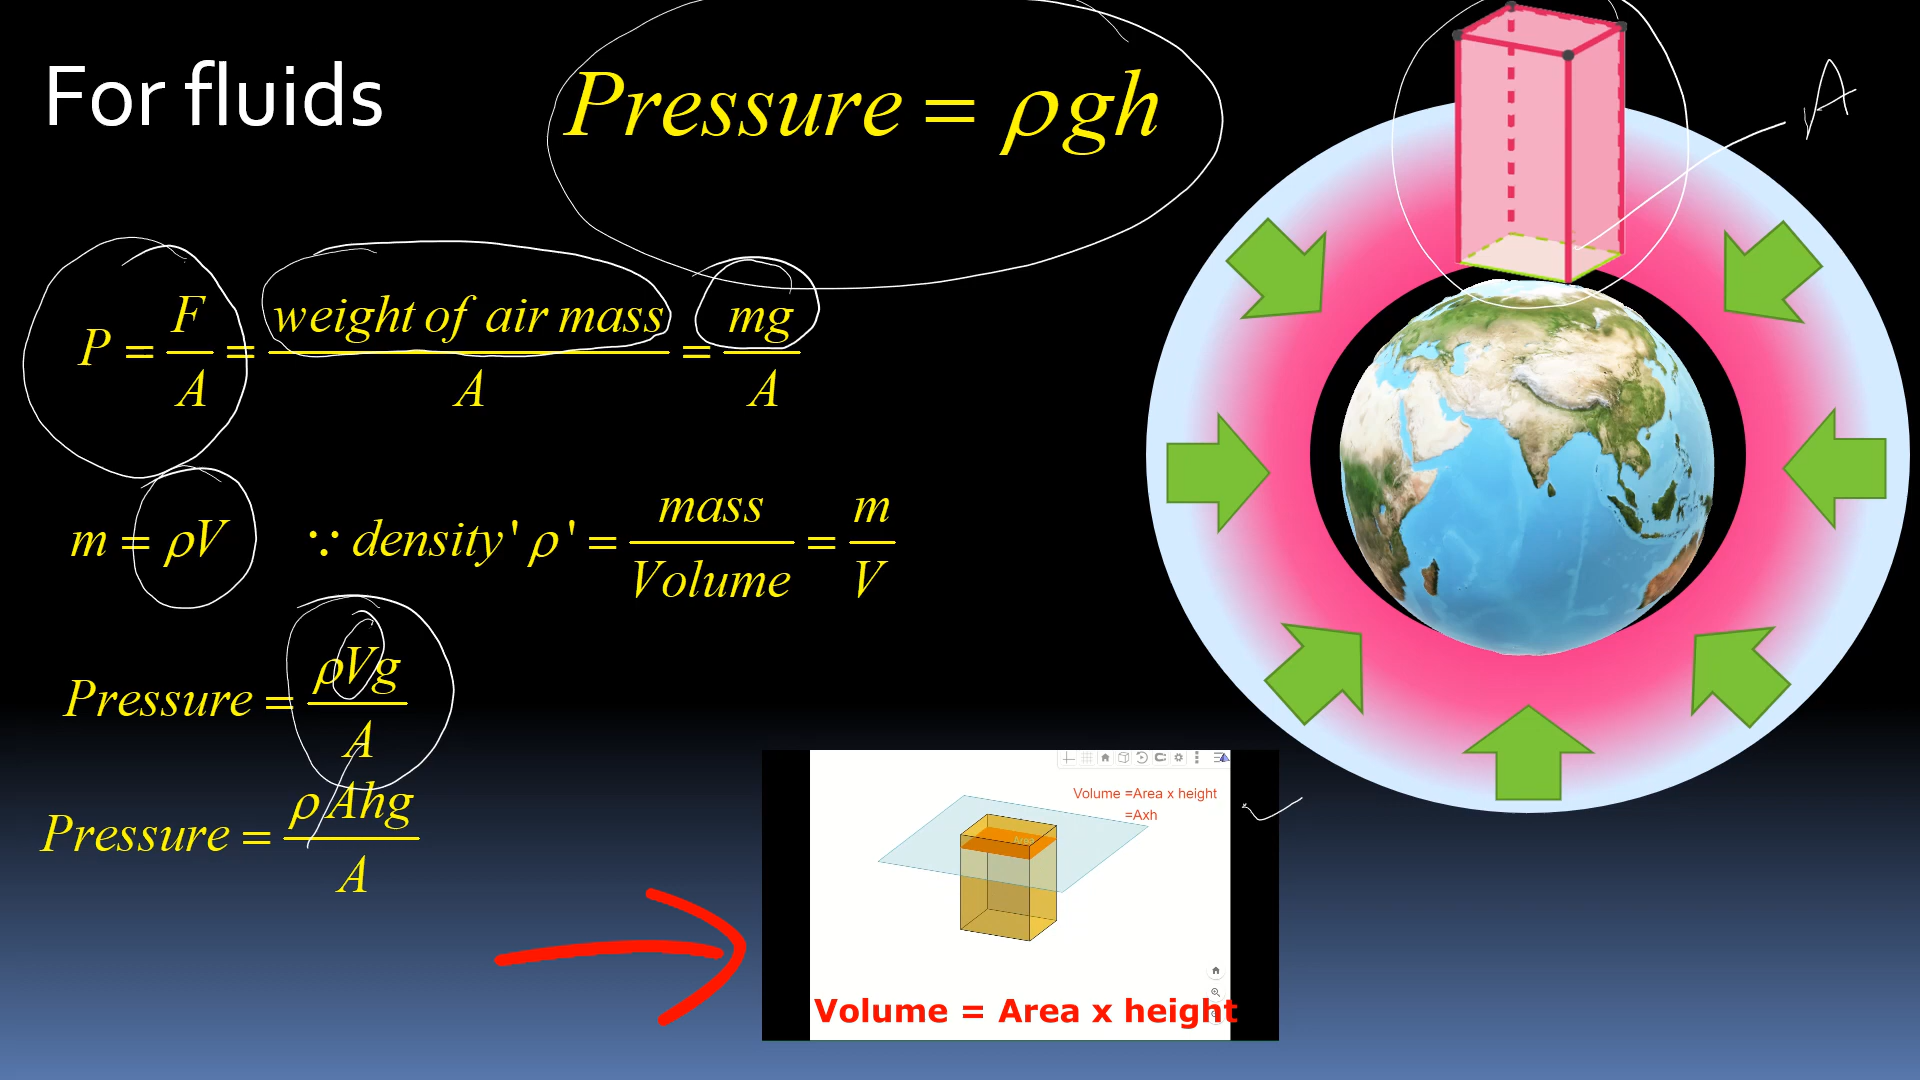 For fluids
Pressure = ρgh
A
P = F/A = weight of air mass/A = mg/A
m = ρV ∵ density'ρ' = mass/Volume = m/V
Pressure = ρVg/A
Pressure = ρAhg/A
Volume =Area x height
=Axh
Volume = Area x height